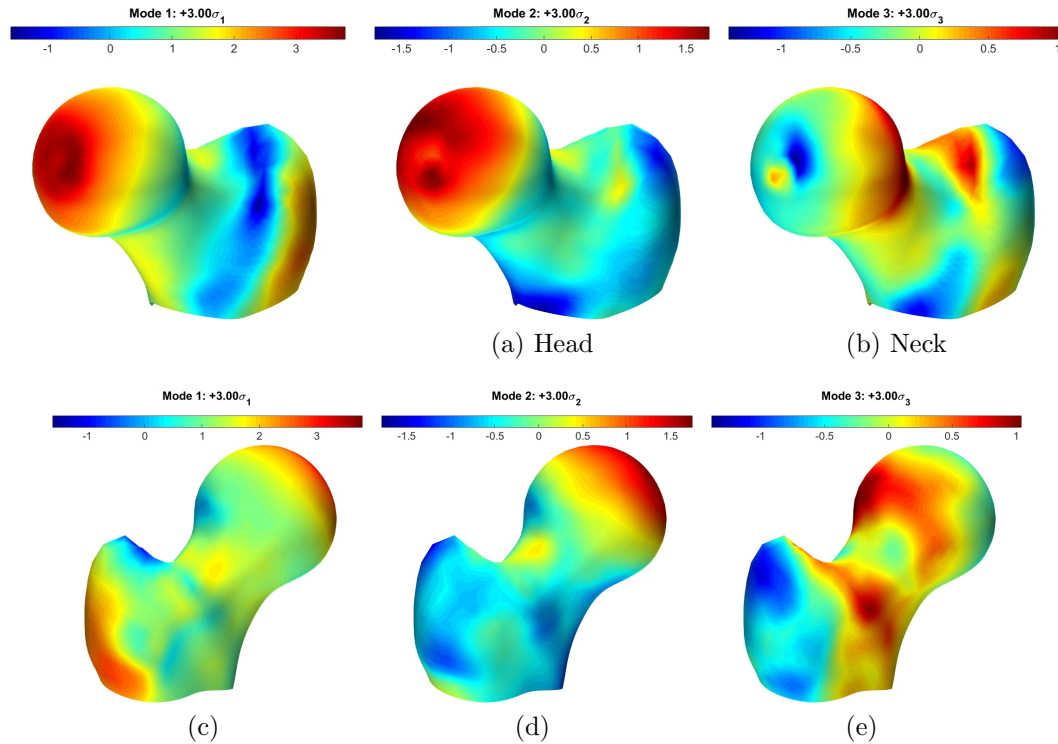 Mode 1: +3.00σ₁
Mode 2: +3.00σ₂
Mode 3: +3.00σ₃
-1 0 1 2 3
-1.5 -1 -0.5 0 0.5 1 1.5
-1 -0.5 0 0.5 1
(a) Head
(b) Neck
Mode 1: +3.00σ₁
Mode 2: +3.00σ₂
Mode 3: +3.00σ₃
-1 0 1 2 3
-1.5 -1 -0.5 0 0.5 1 1.5
-1 -0.5 0 0.5 1
(c)
(d)
(e)